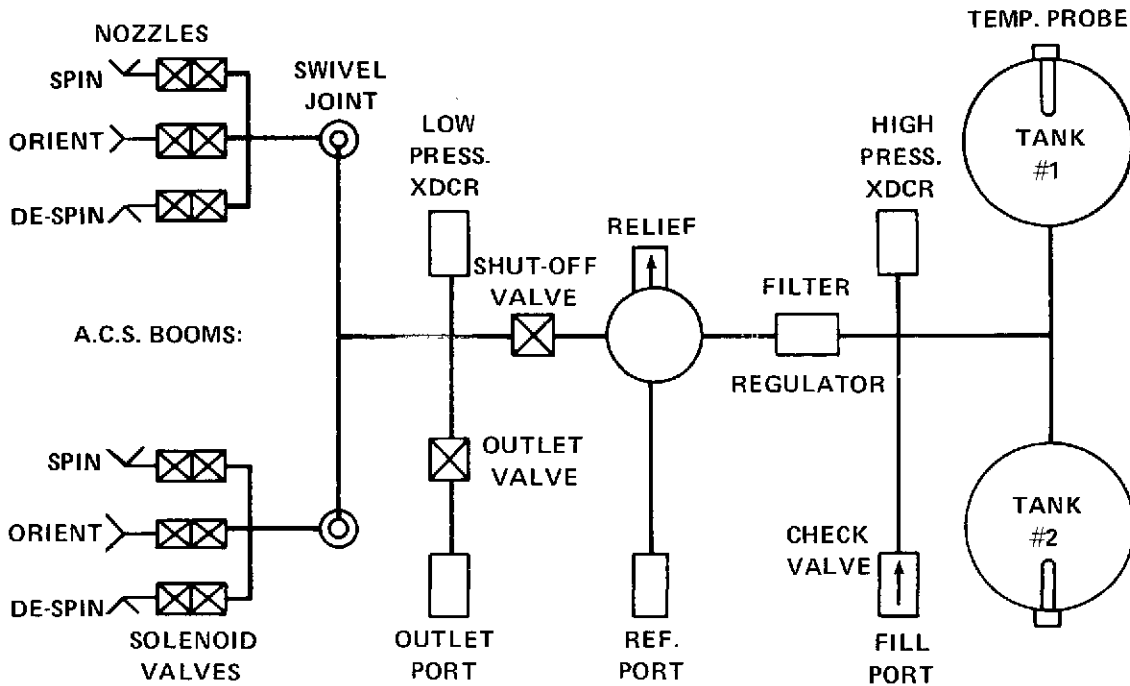 NOZZLES
SPIN
ORIENT
DE-SPIN
SWIVEL
JOINT
LOW
PRESS.
XDCR
SHUT-OFF
VALVE
RELIEF
FILTER
REGULATOR
HIGH
PRESS.
XDCR
TEMP. PROBE
TANK
#1
A.C.S. BOOMS:
SPIN
ORIENT
DE-SPIN
SOLENOID
VALVES
OUTLET
VALVE
OUTLET
PORT
REF.
PORT
CHECK
VALVE
FILL
PORT
TANK
#2